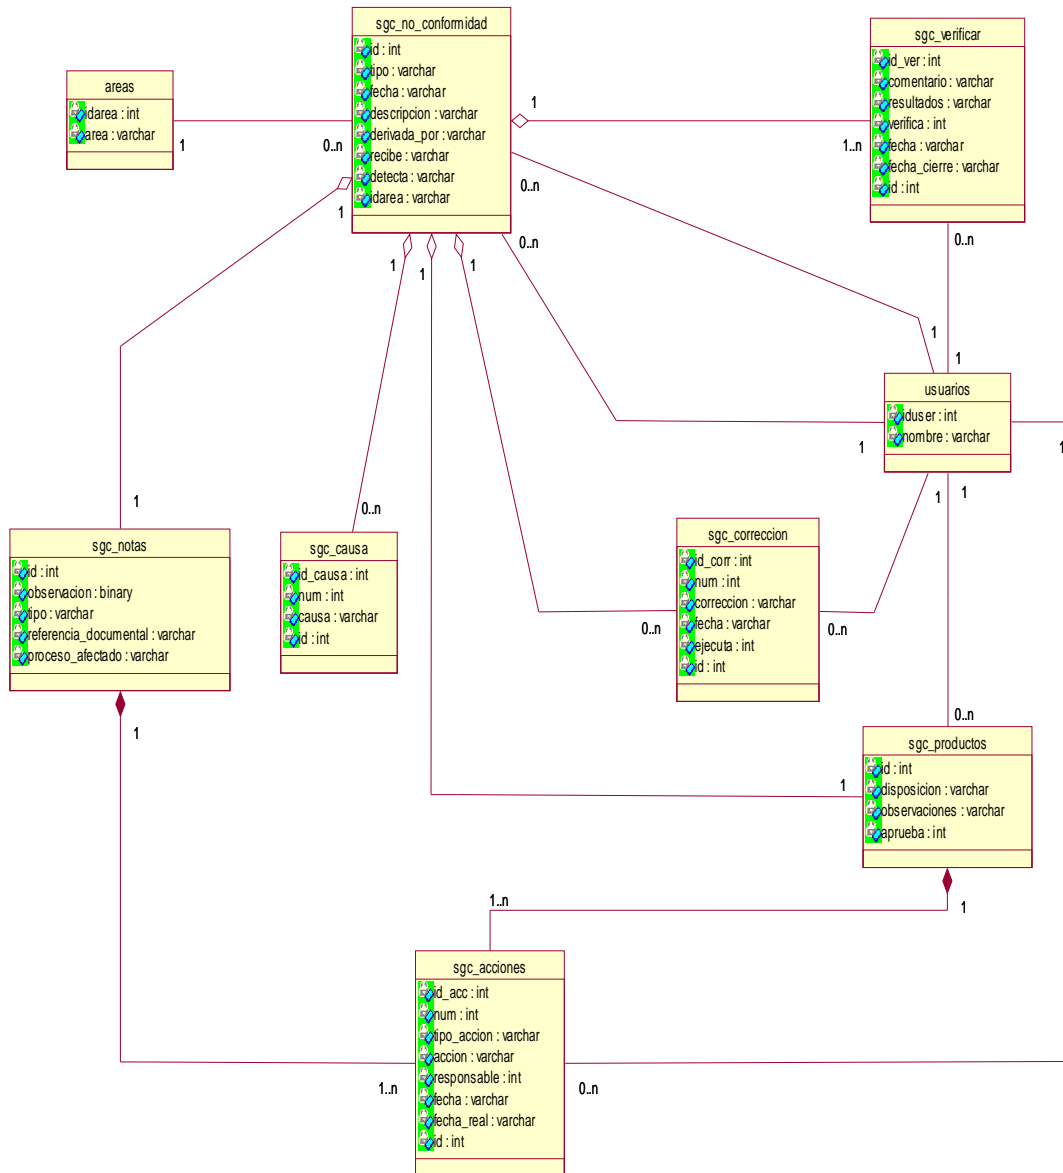 sgc_no_conformidad
id : int
tipo : varchar
fecha : varchar
descripcion : varchar
derivada_por : varchar
recibe : varchar
detecta : varchar
idarea : varchar
sgc_verificar
id_ver : int
comentario : varchar
resultados : varchar
verifica : int
fecha : varchar
fecha_cierre : varchar
id : int
areas
idarea : int
area : varchar
1
0..n
1
1..n
1
0..n
0..n
1
1
1
0..n
1
1
usuarios
iduser : int
nombre : varchar
1
1
1
1
1
0..n
sgc_notas
id : int
observacion : binary
tipo : varchar
referencia_documental : varchar
proceso_afectado : varchar
sgc_causa
id_causa : int
num : int
causa : varchar
id : int
sgc_correccion
id_corr : int
num : int
correccion : varchar
fecha : varchar
ejecuta : int
id : int
0..n
0..n
1
0..n
sgc_productos
id : int
disposicion : varchar
observaciones : varchar
aprueba : int
1
1..n
1
sgc_acciones
id_acc : int
num : int
tipo_accion : varchar
accion : varchar
responsable : int
fecha : varchar
fecha_real : varchar
id : int
1..n
0..n